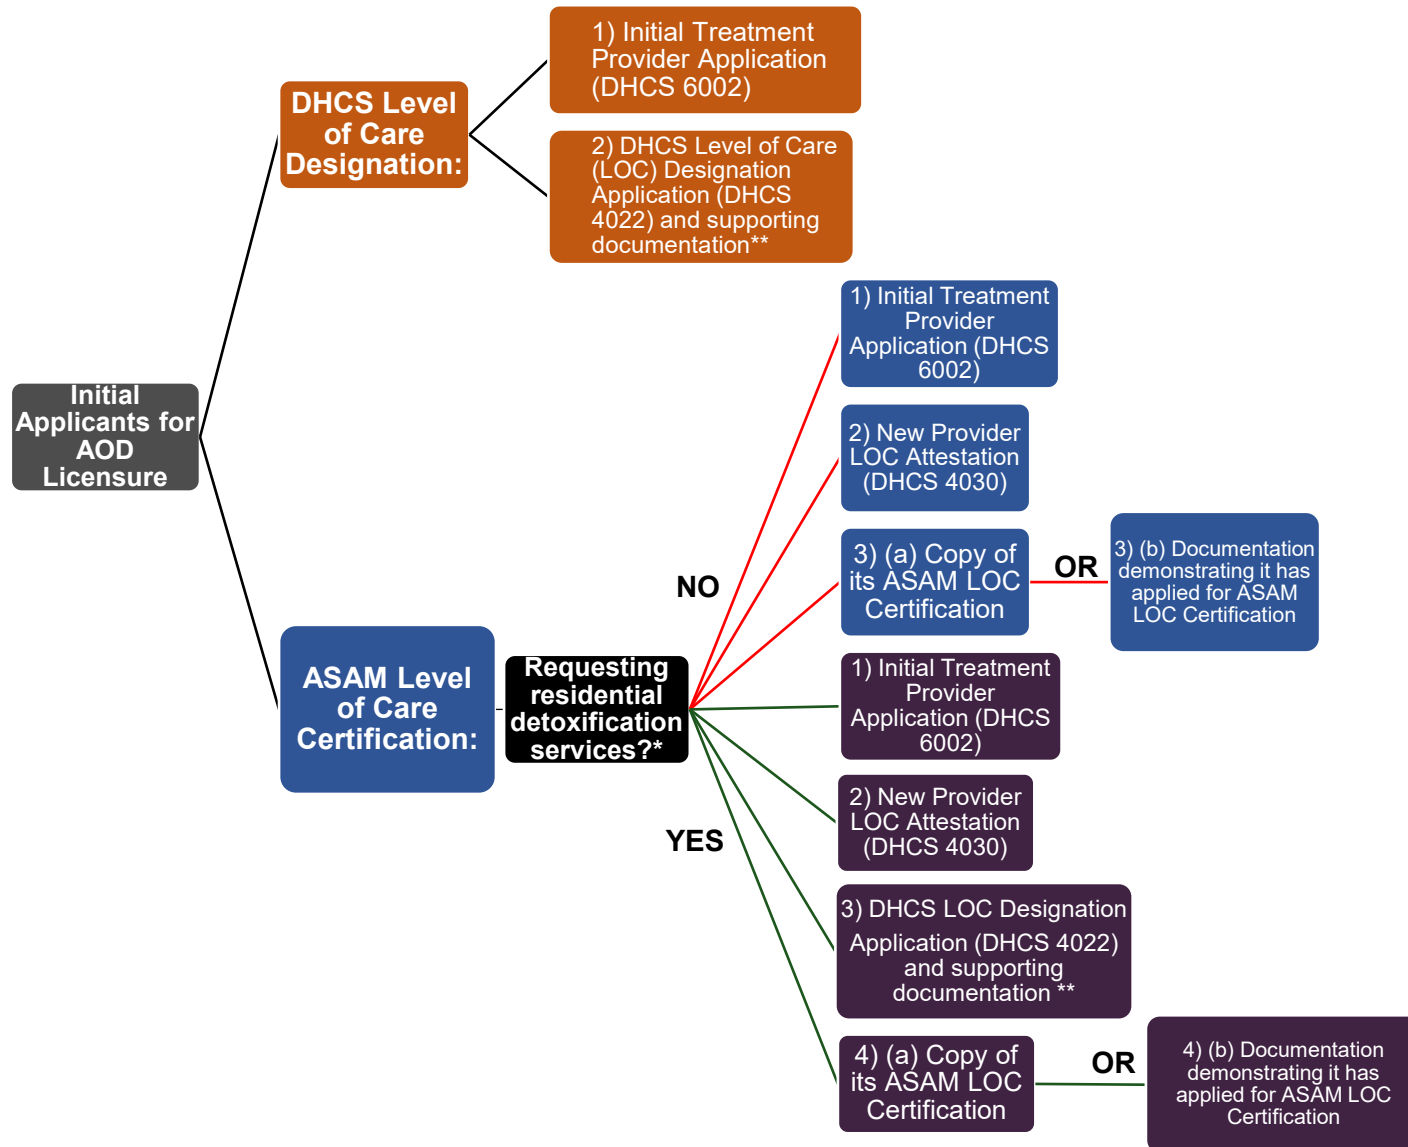 1) Initial Treatment
Provider Application
(DHCS 6002)
DHCS Level
of Care
Designation:
2) DHCS Level of Care
(LOC) Designation
Application (DHCS
4022) and supporting
documentation**
Initial
Applicants for
AOD
Licensure
1) Initial Treatment
Provider
Application (DHCS
6002)
2) New Provider
LOC Attestation
(DHCS 4030)
NO
3) (a) Copy of
its ASAM LOC
Certification
OR
3) (b) Documentation
demonstrating it has
applied for ASAM
LOC Certification
ASAM Level
of Care
Certification:
Requesting
residential
detoxification
services?*
1) Initial Treatment
Provider
Application (DHCS
6002)
2) New Provider
LOC Attestation
(DHCS 4030)
YES
3) DHCS LOC Designation
Application (DHCS 4022)
and supporting
documentation **
4) (a) Copy of
its ASAM LOC
Certification
OR
4) (b) Documentation
demonstrating it has
applied for ASAM LOC
Certification